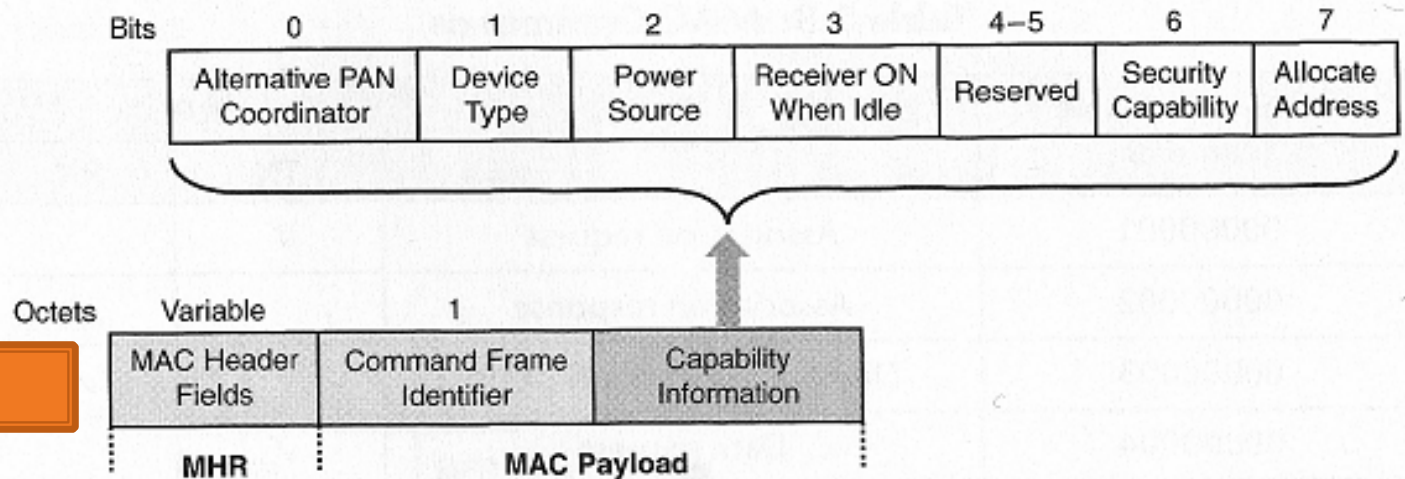 Bits 0 1 2 3 4–5 6 7
Alternative PAN Device Power Receiver ON Reserved Security Allocate
Coordinator Type Source When Idle Capability Address
Octets Variable 1
MAC Header Command Frame Capability
Fields Identifier Information
MHR MAC Payload